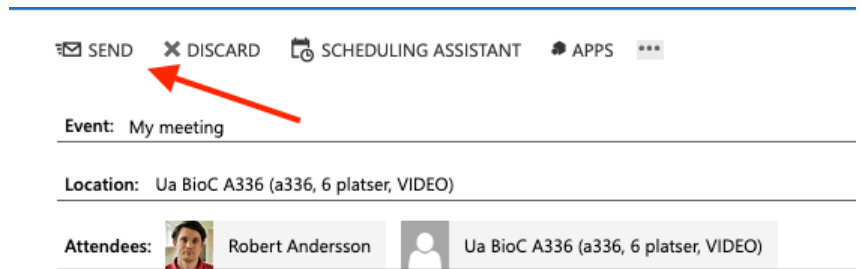 SEND DISCARD SCHEDULING ASSISTANT APPS •••
Event: My meeting
Location: Ua BioC A336 (a336, 6 platser, VIDEO)
Attendees: Robert Andersson Ua BioC A336 (a336, 6 platser, VIDEO)